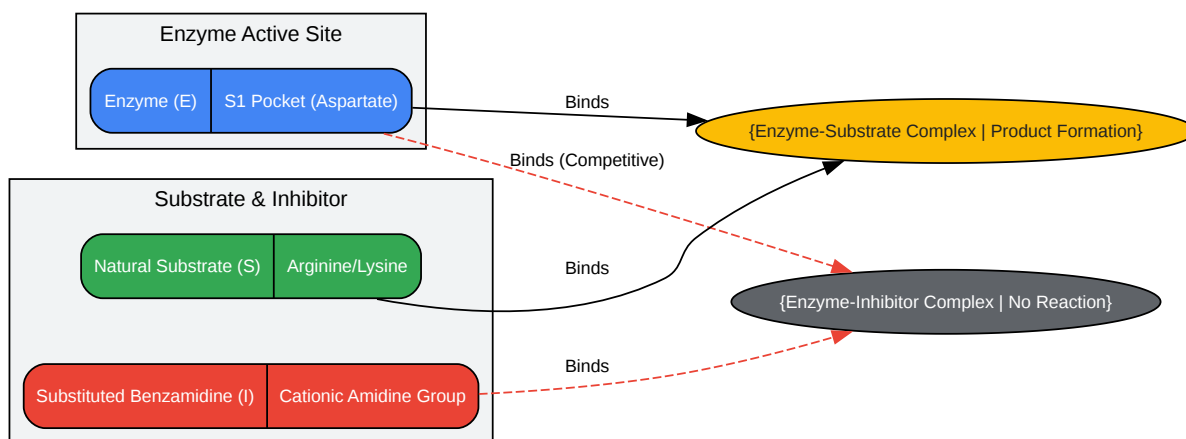 Enzyme Active Site
Enzyme (E)
S1 Pocket (Aspartate)
Binds
{Enzyme-Substrate Complex | Product Formation}
Binds (Competitive)
Substrate & Inhibitor
Natural Substrate (S)
Arginine/Lysine
Binds
{Enzyme-Inhibitor Complex | No Reaction}
Binds
Substituted Benzamidine (I)
Cationic Amidine Group